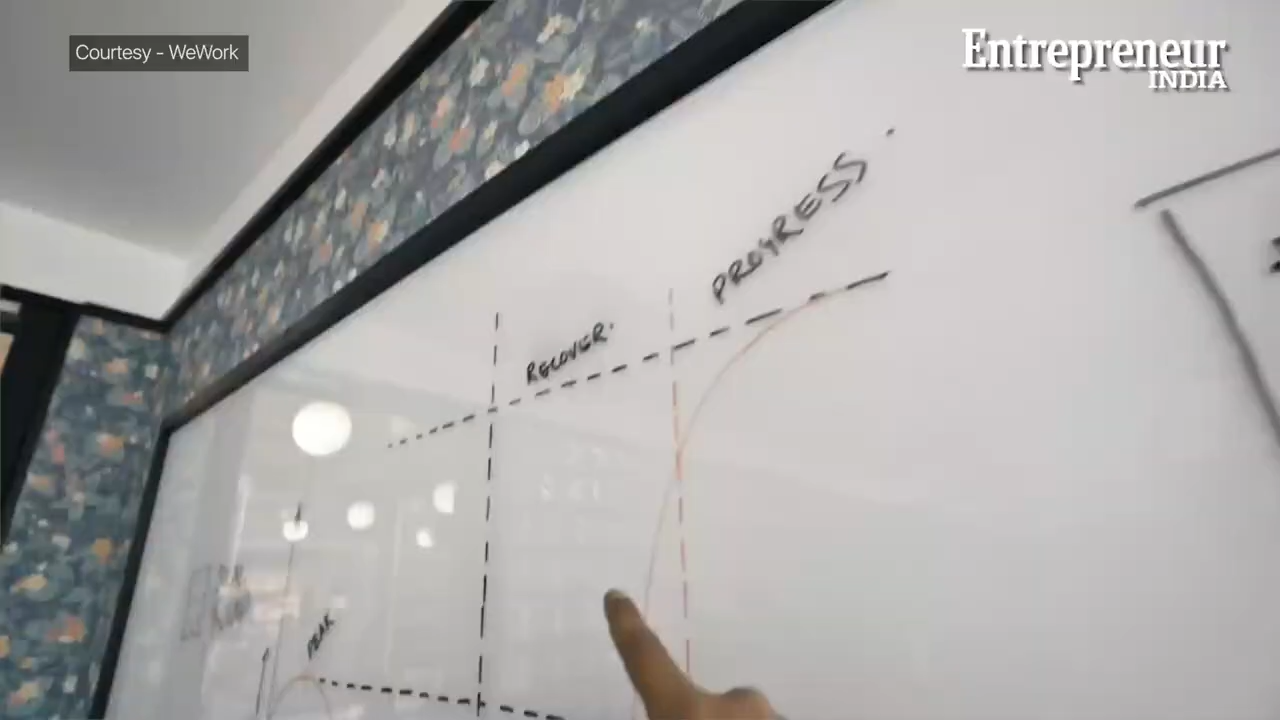 Courtesy - WeWork
Entrepreneur
INDIA
PROGRESS.
RECOVER.
PEAK